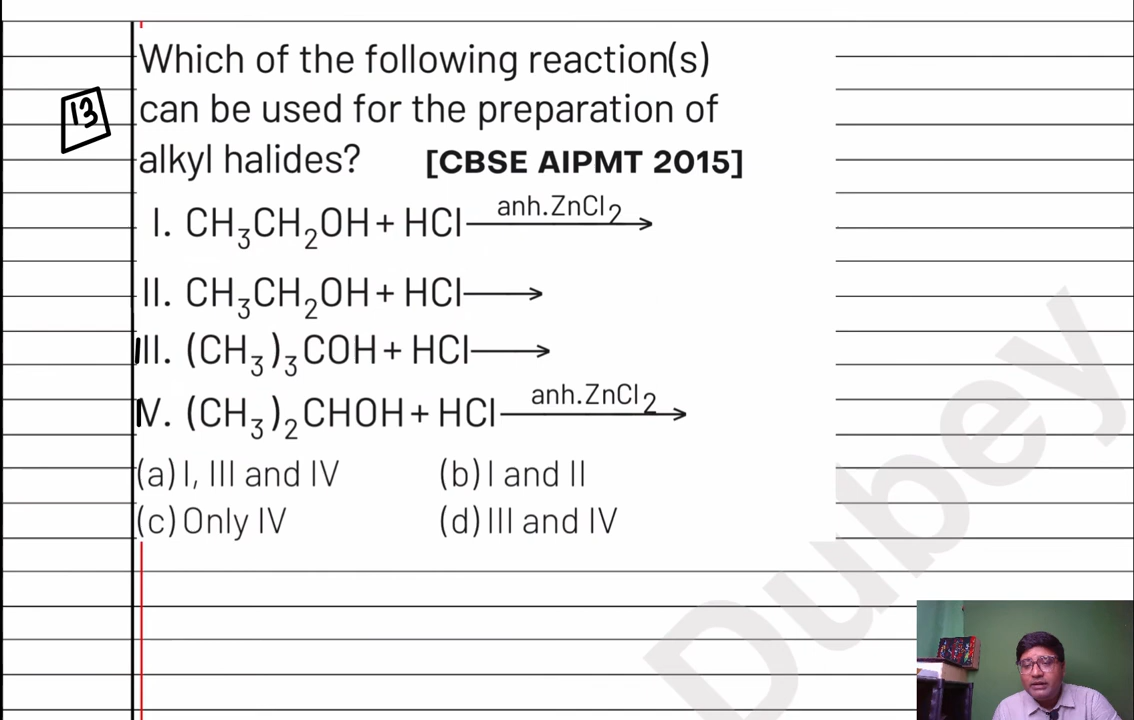 Which of the following reaction(s)
13
can be used for the preparation of
alkyl halides? [CBSE AIPMT 2015]
I. CH₃CH₂OH + HCl —anh.ZnCl₂→
II. CH₃CH₂OH + HCl ⟶
III. (CH₃)₃COH + HCl ⟶
IV. (CH₃)₂CHOH + HCl —anh.ZnCl₂→
(a) I, III and IV (b) I and II
(c) Only IV (d) III and IV
Dubey